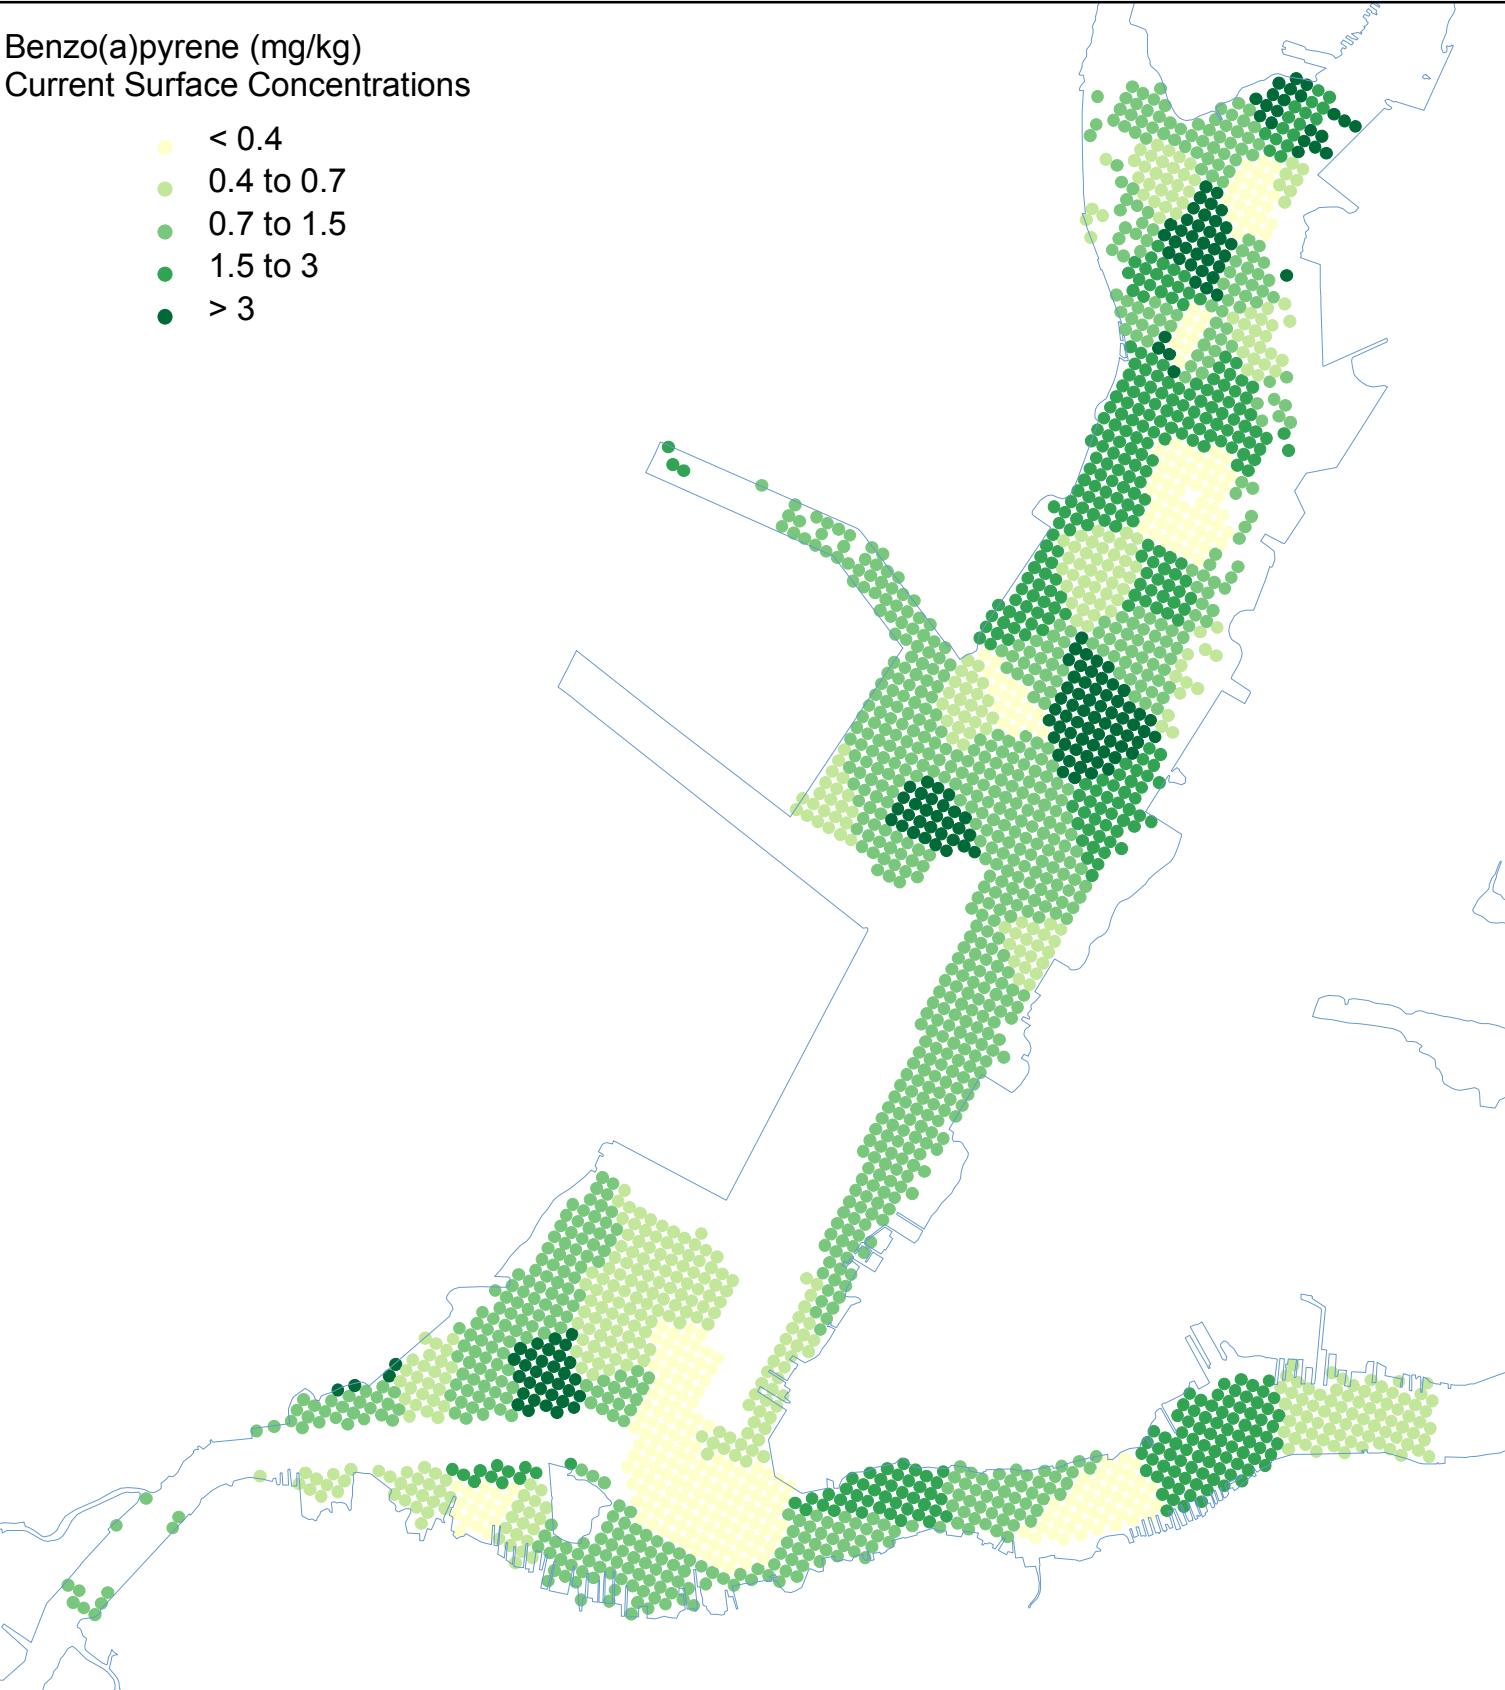 Benzo(a)pyrene (mg/kg)
Current Surface Concentrations
< 0.4
0.4 to 0.7
0.7 to 1.5
1.5 to 3
> 3